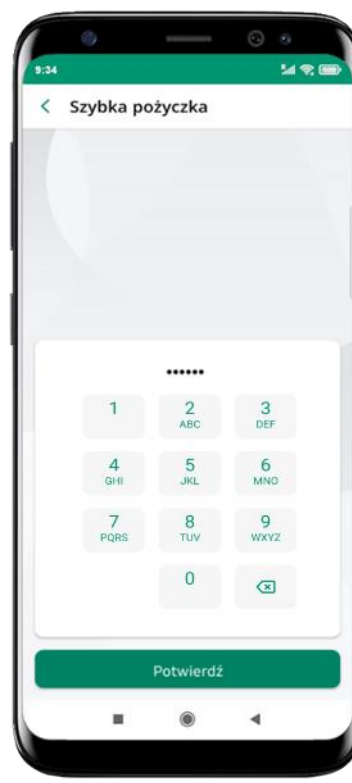 9:34
Szybka pożyczka
••••••
1
2
3
ABC
DEF
4
5
6
GHI
JKL
MNO
7
8
9
PQRS
TUV
WXYZ
0
Potwierdź